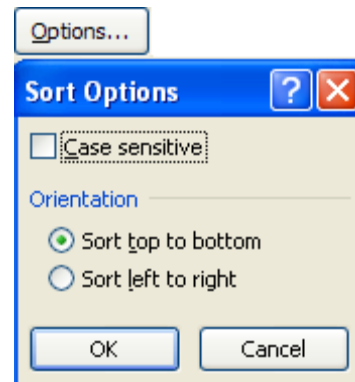 Options...
Sort Options ?
Case sensitive
Orientation
Sort top to bottom
Sort left to right
OK Cancel